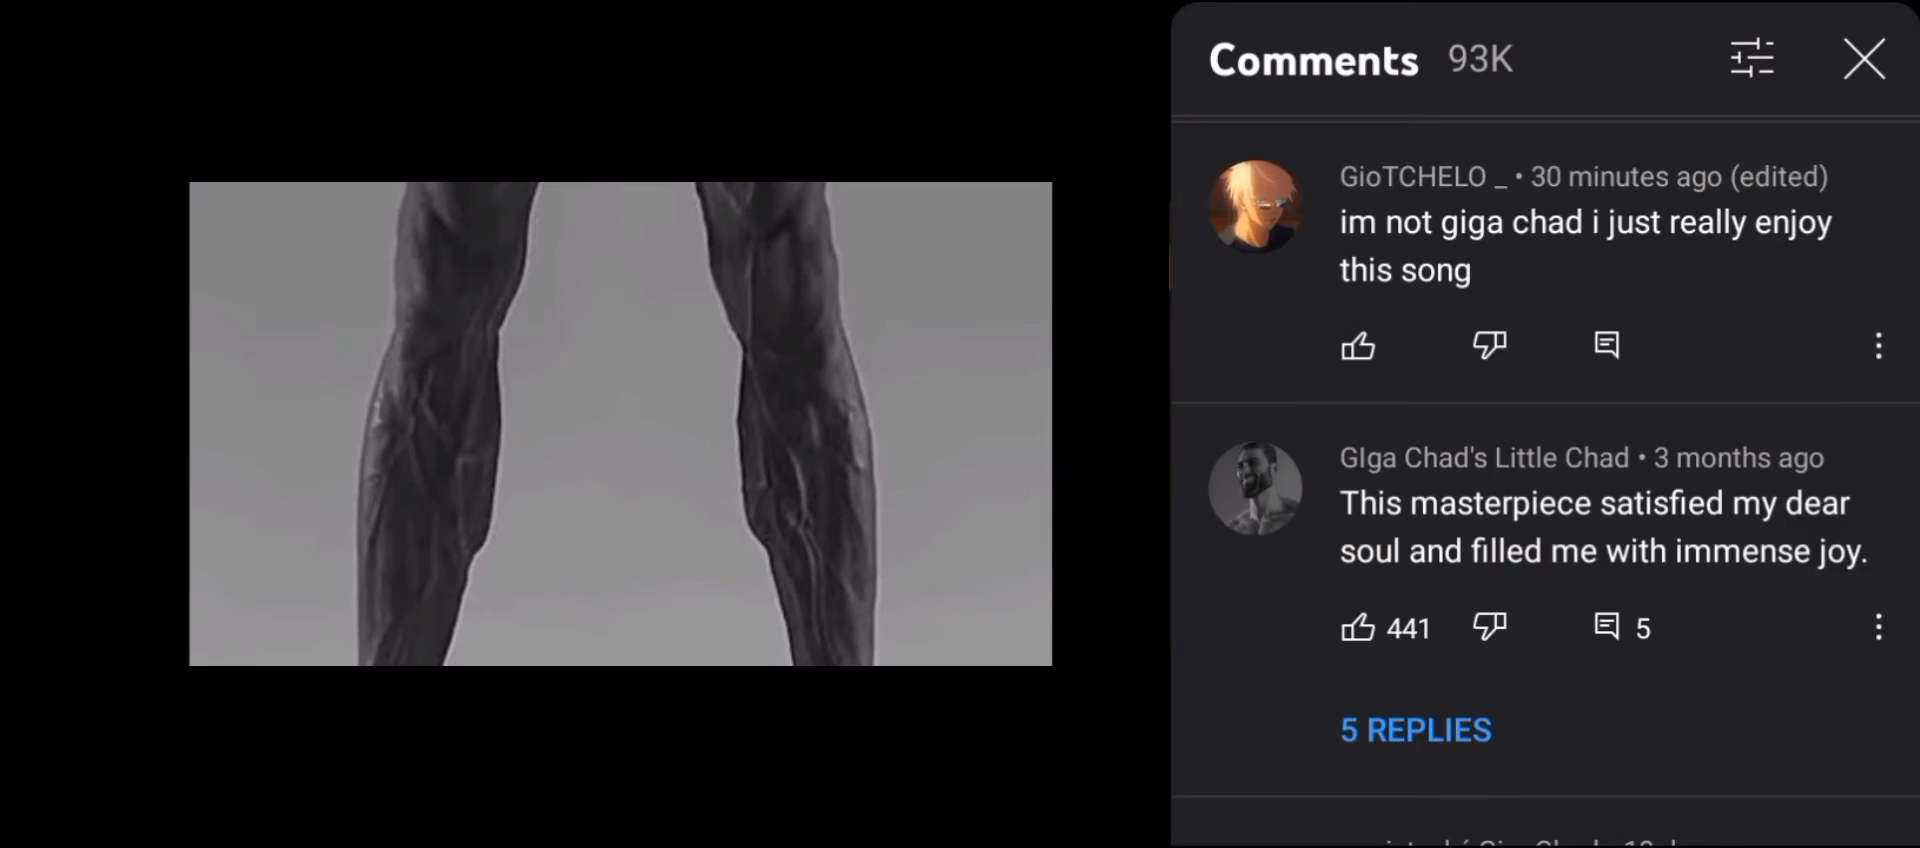 Comments 93K
GioTCHELO _ • 30 minutes ago (edited)
im not giga chad i just really enjoy
this song
GIga Chad's Little Chad • 3 months ago
This masterpiece satisfied my dear
soul and filled me with immense joy.
441 5
5 REPLIES